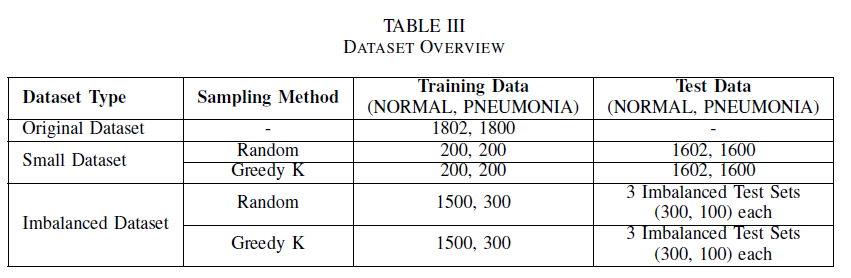 TABLE III
DATASET OVERVIEW
Dataset Type Sampling Method Training Data (NORMAL, PNEUMONIA) Test Data (NORMAL, PNEUMONIA)
Original Dataset - 1802, 1800 -
Small Dataset Random 200, 200 1602, 1600
Greedy K 200, 200 1602, 1600
Imbalanced Dataset Random 1500, 300 3 Imbalanced Test Sets (300, 100) each
Greedy K 1500, 300 3 Imbalanced Test Sets (300, 100) each